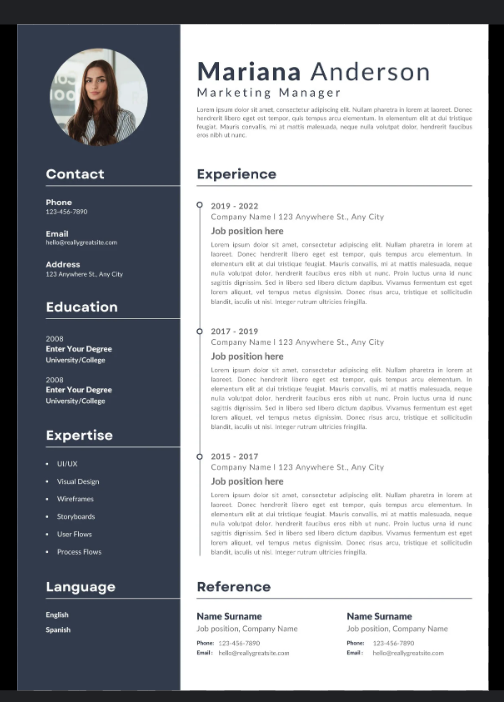 Mariana Anderson
Marketing Manager
Lorem ipsum dolor sit amet, consectetur adipiscing elit. Nullam pharetra in lorem at laoreet. Donec
hendrerit libero eget est tempor, quis tempus arcu elementum. In elementum elit at dui tristique
feugiat. Mauris convallis, mi at mattis malesuada, neque nulla volutpat dolor, hendrerit faucibus
eros nibh ut nunc.
Contact
Phone
123-456-7890
Email
hello@reallygreatsite.com
Address
123 Anywhere St., Any City
Education
2008
Enter Your Degree
University/College
2008
Enter Your Degree
University/College
Expertise
• UI/UX
• Visual Design
• Wireframes
• Storyboards
• User Flows
• Process Flows
Language
English
Spanish
Experience
2019 - 2022
Company Name l 123 Anywhere St., Any City
Job position here
Lorem ipsum dolor sit amet, consectetur adipiscing elit. Nullam pharetra in lorem at
laoreet. Donec hendrerit libero eget est tempor, quis tempus arcu elementum. In
elementum elit at dui tristique feugiat. Mauris convallis, mi at mattis malesuada, neque
nulla volutpat dolor, hendrerit faucibus eros nibh ut nunc. Proin luctus urna id nunc
sagittis dignissim. Sed in libero sed libero dictum dapibus. Vivamus fermentum est eget
lorem aliquet, vel tempus metus dignissim. Donec risus arcu, tristique et sollicitudin
blandit, iaculis ut nisl. Integer rutrum ultricies fringilla.
2017 - 2019
Company Name l 123 Anywhere St., Any City
Job position here
Lorem ipsum dolor sit amet, consectetur adipiscing elit. Nullam pharetra in lorem at
laoreet. Donec hendrerit libero eget est tempor, quis tempus arcu elementum. In
elementum elit at dui tristique feugiat. Mauris convallis, mi at mattis malesuada, neque
nulla volutpat dolor, hendrerit faucibus eros nibh ut nunc. Proin luctus urna id nunc
sagittis dignissim. Sed in libero sed libero dictum dapibus. Vivamus fermentum est eget
lorem aliquet, vel tempus metus dignissim. Donec risus arcu, tristique et sollicitudin
blandit, iaculis ut nisl. Integer rutrum ultricies fringilla.
2015 - 2017
Company Name l 123 Anywhere St., Any City
Job position here
Lorem ipsum dolor sit amet, consectetur adipiscing elit. Nullam pharetra in lorem at
laoreet. Donec hendrerit libero eget est tempor, quis tempus arcu elementum. In
elementum elit at dui tristique feugiat. Mauris convallis, mi at mattis malesuada, neque
nulla volutpat dolor, hendrerit faucibus eros nibh ut nunc. Proin luctus urna id nunc
sagittis dignissim. Sed in libero sed libero dictum dapibus. Vivamus fermentum est eget
lorem aliquet, vel tempus metus dignissim. Donec risus arcu, tristique et sollicitudin
blandit, iaculis ut nisl. Integer rutrum ultricies fringilla.
Reference
Name Surname
Job position, Company Name
Phone: 123-456-7890
Email : hello@reallygreatsite.com
Name Surname
Job position, Company Name
Phone: 123-456-7890
Email : hello@reallygreatsite.com